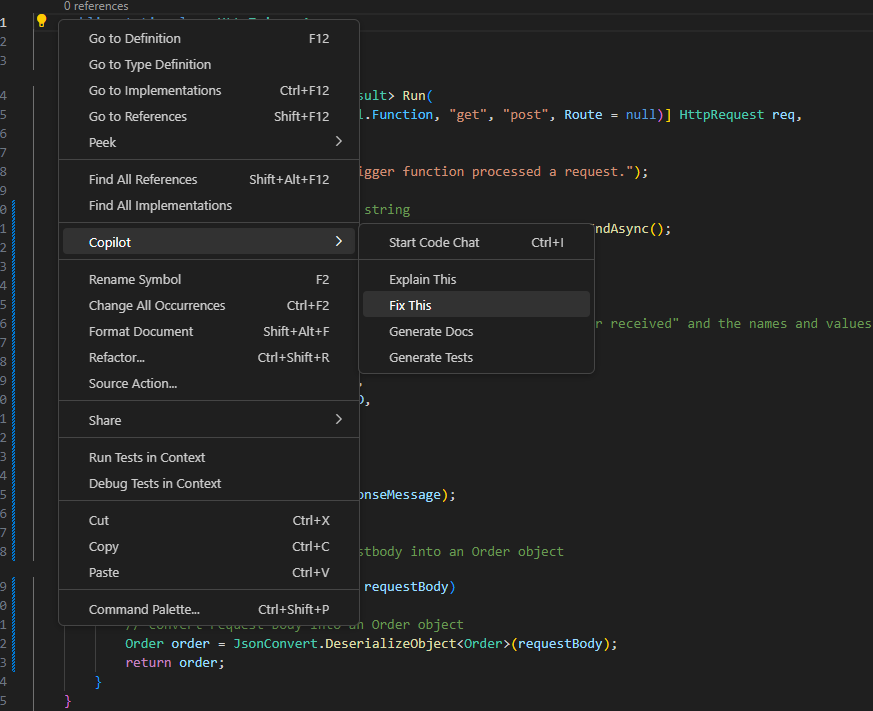 0 references
1
2
3
Go to Definition F12
Go to Type Definition
Go to Implementations Ctrl+F12
Go to References Shift+F12
Peek
Find All References Shift+Alt+F12
Find All Implementations
Copilot
Rename Symbol F2
Change All Occurrences Ctrl+F2
Format Document Shift+Alt+F
Refactor... Ctrl+Shift+R
Source Action...
Share
Run Tests in Context
Debug Tests in Context
Cut Ctrl+X
Copy Ctrl+C
Paste Ctrl+V
Command Palette... Ctrl+Shift+P
Start Code Chat Ctrl+I
Explain This
Fix This
Generate Docs
Generate Tests
4 sult> Run(
5 .Function, "get", "post", Route = null)] HttpRequest req,
6
7
8 igger function processed a request.");
9
0 string
1 ndAsync();
2
3
4
5
6 r received" and the names and values
7
8
9 ,
0 ,
1
2
3
4
5 onseMessage);
6
7
8 stbody into an Order object
9 requestBody)
0
1 // Convert request body into an Order object
2 Order order = JsonConvert.DeserializeObject<Order>(requestBody);
3 return order;
4 }
5 }